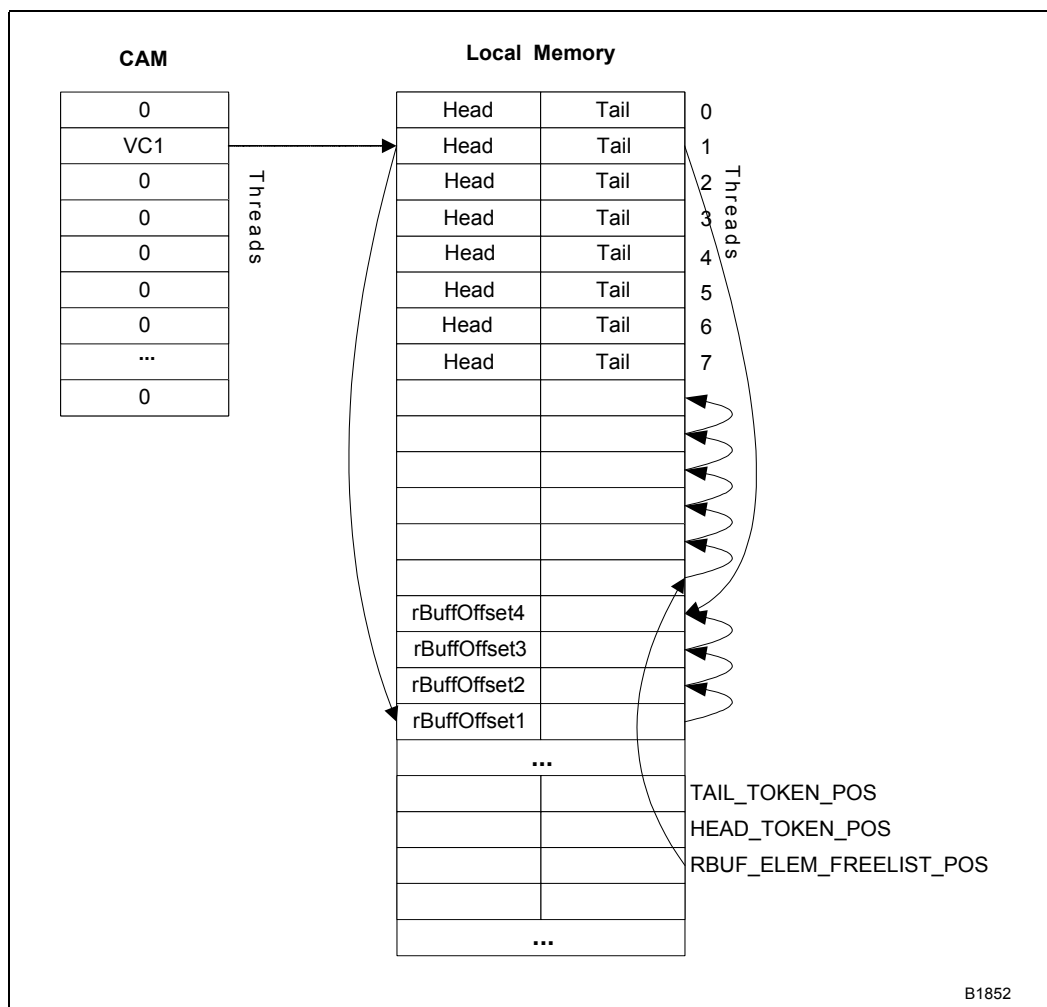 CAM
0
VC1
0
0
0
0
0
...
0
Threads
Local Memory
Head Tail 0
Head Tail 1
Head Tail 2
Head Tail 3
Head Tail 4
Head Tail 5
Head Tail 6
Head Tail 7
Threads
rBuffOffset4
rBuffOffset3
rBuffOffset2
rBuffOffset1
...
TAIL_TOKEN_POS
HEAD_TOKEN_POS
RBUF_ELEM_FREELIST_POS
...
B1852